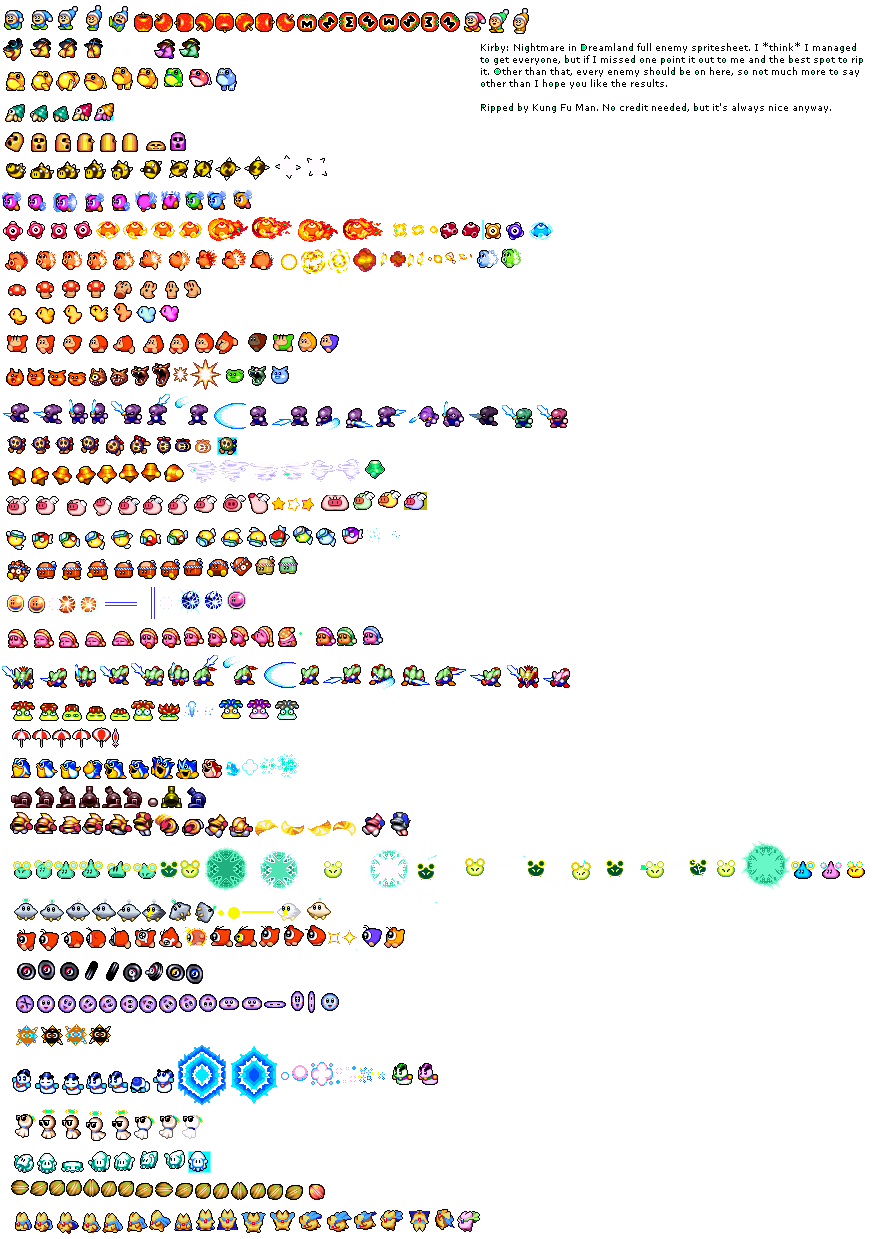 Kirby: Nightmare in Dreamland full enemy spritesheet. I *think* I managed
to get everyone, but if I missed one point it out to me and the best spot to rip
it. Other than that, every enemy should be on here, so not much more to say
other than I hope you like the results.
Ripped by Kung Fu Man. No credit needed, but it's always nice anyway.